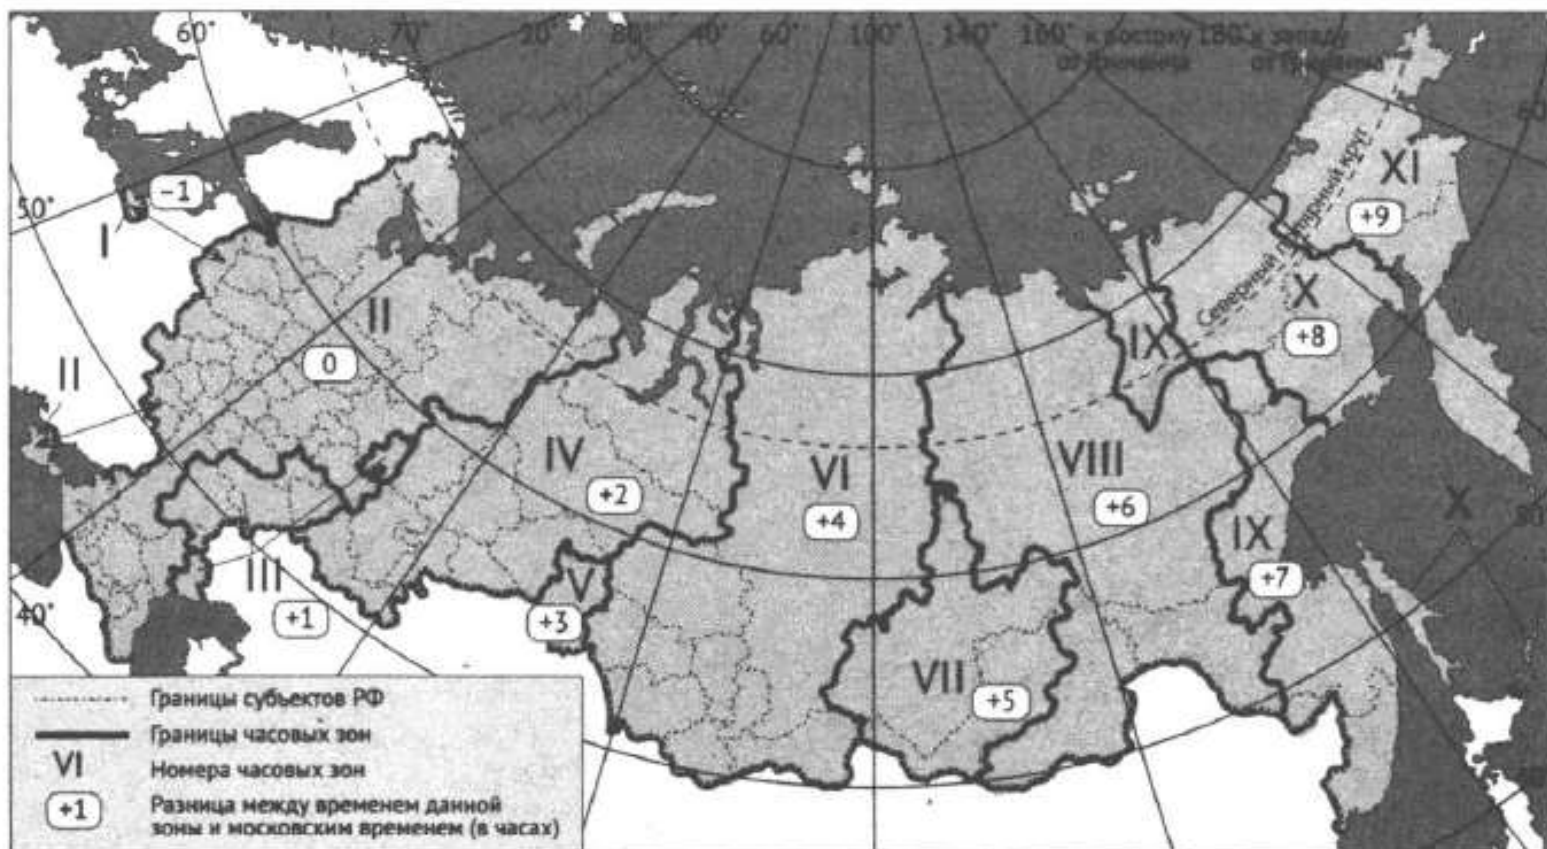 60° 70° 20° 80° 40° 60° 100° 140° 160° к востоку 180° к западу
от Гринвича от Гринвича
60°
50°
-1
I
Северный полярный круг
XI
+9
X
+8
II
0
IX
II
IV
+2
VI
+4
VIII
+6
X
IX
+7
III
+1
V
+3
40°
VII
+5
Границы субъектов РФ
Границы часовых зон
VI
Номера часовых зон
+1
Разница между временем данной
зоны и московским временем (в часах)